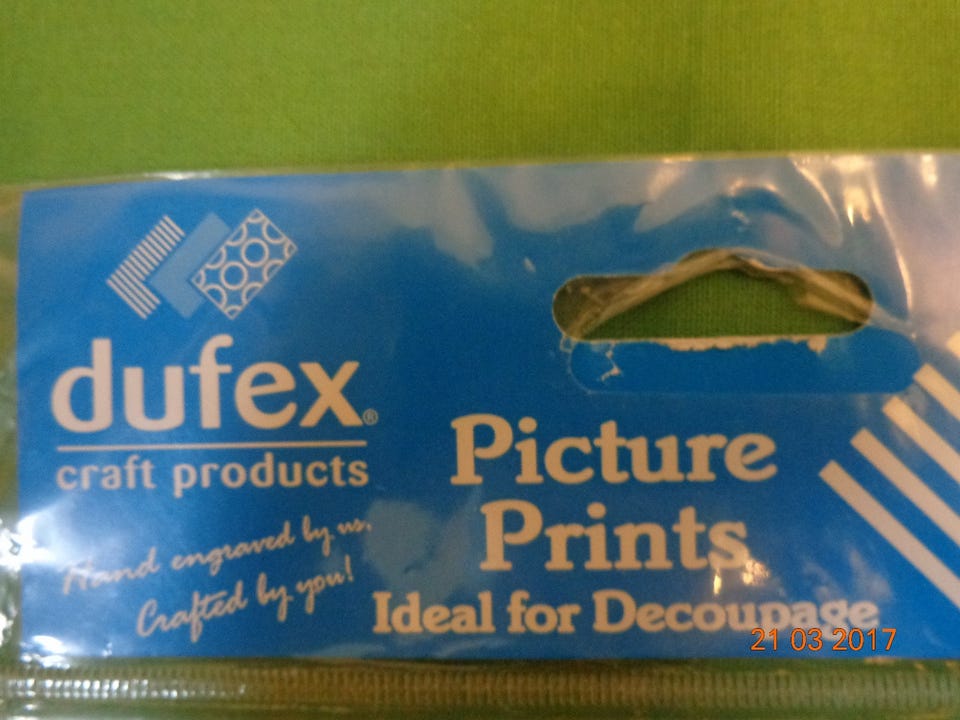 dufex®
craft products
Hand engraved by us.
Crafted by you!
Picture
Prints
Ideal for Decoupage
21 03 2017